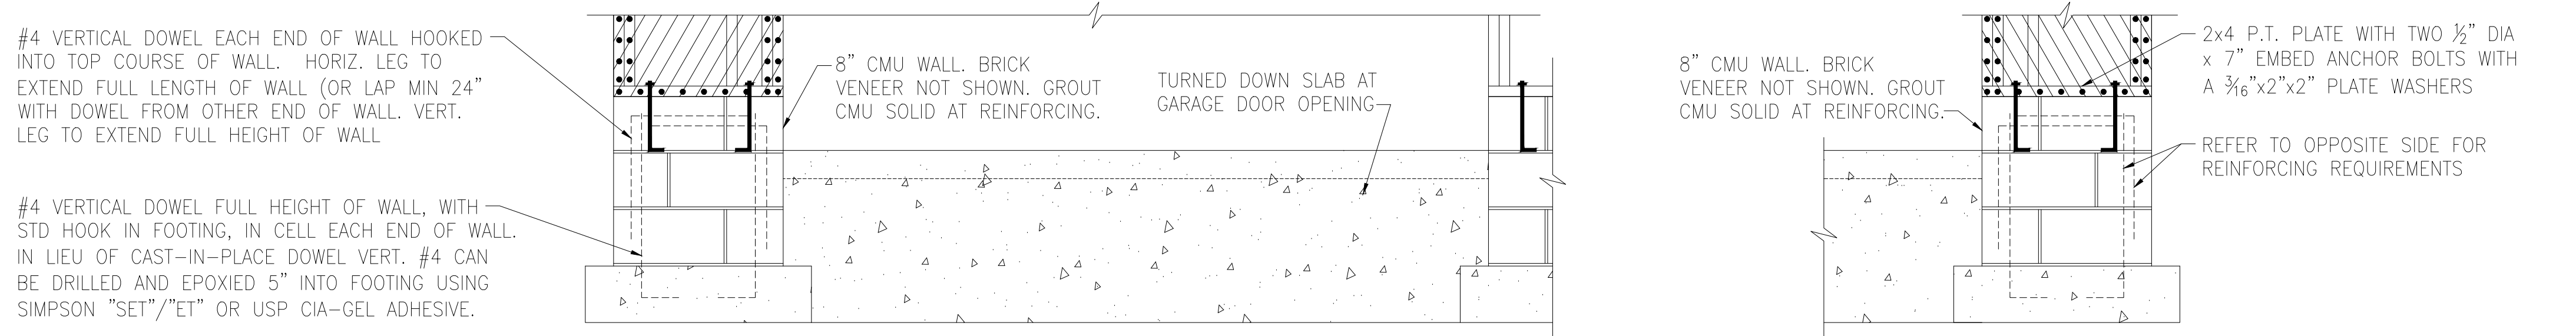 #4 VERTICAL DOWEL EACH END OF WALL HOOKED
INTO TOP COURSE OF WALL. HORIZ. LEG TO
EXTEND FULL LENGTH OF WALL (OR LAP MIN 24"
WITH DOWEL FROM OTHER END OF WALL. VERT.
LEG TO EXTEND FULL HEIGHT OF WALL
#4 VERTICAL DOWEL FULL HEIGHT OF WALL, WITH
STD HOOK IN FOOTING, IN CELL EACH END OF WALL.
IN LIEU OF CAST-IN-PLACE DOWEL VERT. #4 CAN
BE DRILLED AND EPOXIED 5" INTO FOOTING USING
SIMPSON "SET"/"ET" OR USP CIA-GEL ADHESIVE.
8" CMU WALL. BRICK
VENEER NOT SHOWN. GROUT
CMU SOLID AT REINFORCING.
TURNED DOWN SLAB AT
GARAGE DOOR OPENING
8" CMU WALL. BRICK
VENEER NOT SHOWN. GROUT
CMU SOLID AT REINFORCING.
2x4 P.T. PLATE WITH TWO ½" DIA
x 7" EMBED ANCHOR BOLTS WITH
A 3⁄16"x2"x2" PLATE WASHERS
REFER TO OPPOSITE SIDE FOR
REINFORCING REQUIREMENTS